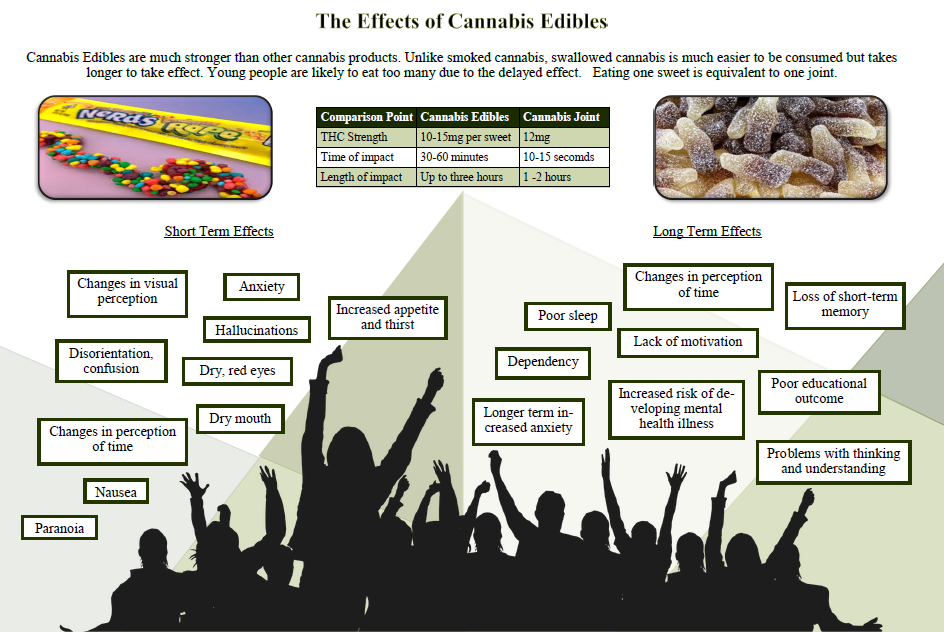 The Effects of Cannabis Edibles
Cannabis Edibles are much stronger than other cannabis products. Unlike smoked cannabis, swallowed cannabis is much easier to be consumed but takes
longer to take effect. Young people are likely to eat too many due to the delayed effect. Eating one sweet is equivalent to one joint.
NERDS ROPE
Comparison Point Cannabis Edibles Cannabis Joint
THC Strength 10-15mg per sweet 12mg
Time of impact 30-60 minutes 10-15 seconds
Length of impact Up to three hours 1 -2 hours
Short Term Effects
Changes in visual
perception
Anxiety
Increased appetite
and thirst
Hallucinations
Disorientation,
confusion
Dry, red eyes
Dry mouth
Changes in perception
of time
Nausea
Paranoia
Long Term Effects
Changes in perception
of time
Loss of short-term
memory
Poor sleep
Lack of motivation
Dependency
Poor educational
outcome
Increased risk of de-
veloping mental
health illness
Longer term in-
creased anxiety
Problems with thinking
and understanding